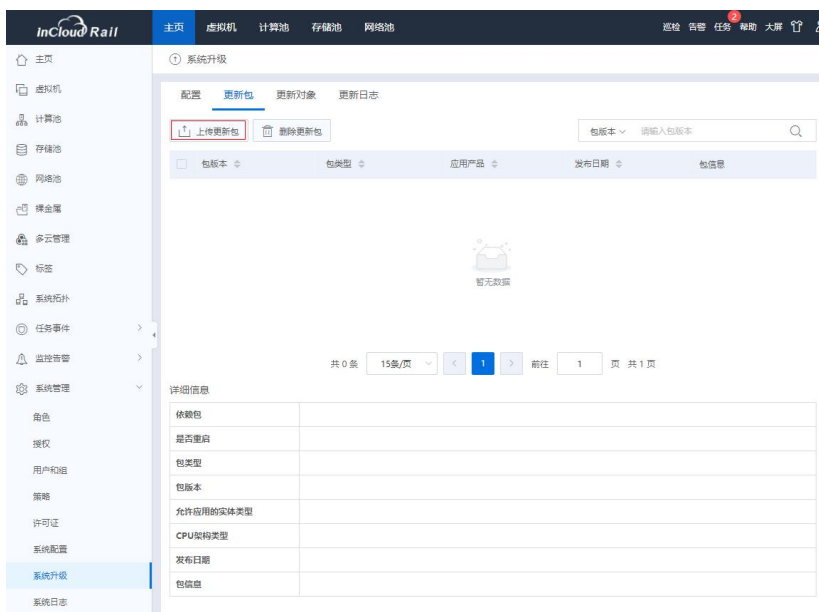 InCloud Rail
主页 虚拟机 计算池 存储池 网络池
巡检 告警 任务 2 帮助 大屏
主页
虚拟机
计算池
存储池
网络池
裸金属
多云管理
标签
系统拓扑
任务事件
监控告警
系统管理
角色
授权
用户和组
策略
许可证
系统配置
系统升级
系统日志
系统升级
配置 更新包 更新对象 更新日志
上传更新包 删除更新包 包版本 请输入包版本
包版本 包类型 应用产品 发布日期 包信息
暂无数据
共 0 条 15条/页 1 前往 1 页 共 1 页
详细信息
依赖包
是否重启
包类型
包版本
允许应用的实体类型
CPU架构类型
发布日期
包信息